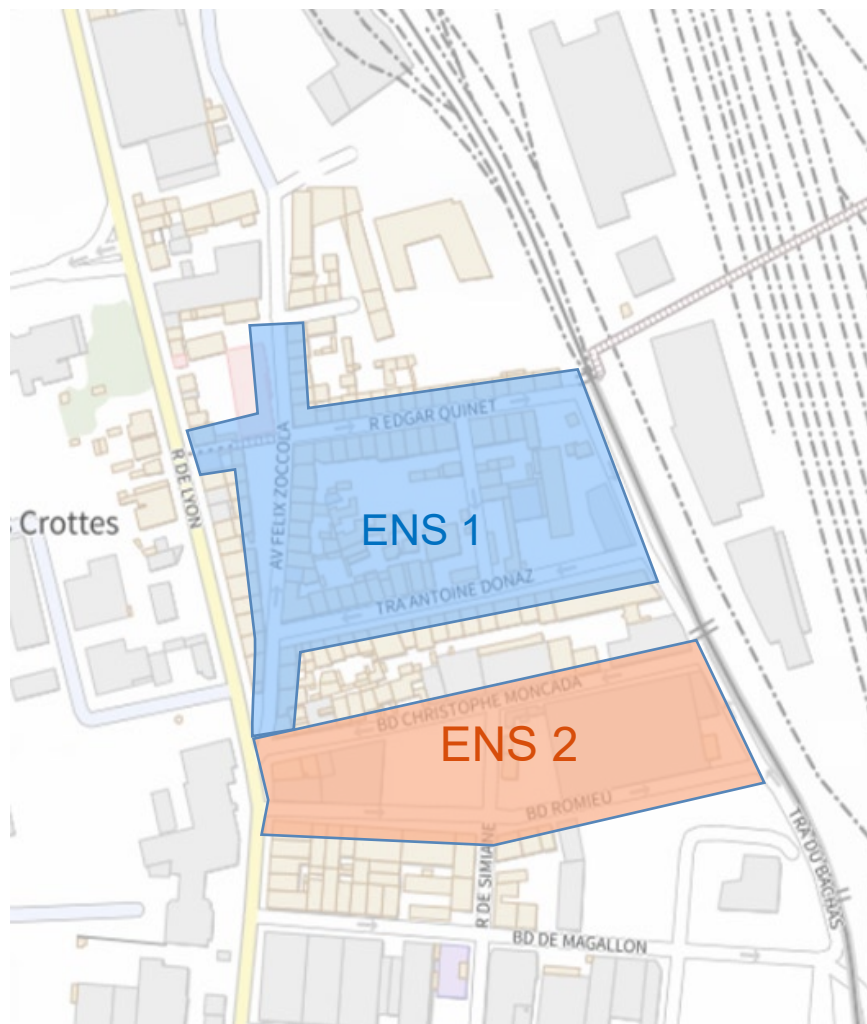 R EDGAR QUINET
AV FELIX ZOCCOLA
R DE LYON
Crottes
ENS 1
TRA ANTOINE DONAZ
BD CHRISTOPHE MONCADA
ENS 2
BD ROMIEU
TRA DU BACHAS
R DE SIMIANE
BD DE MAGALLON